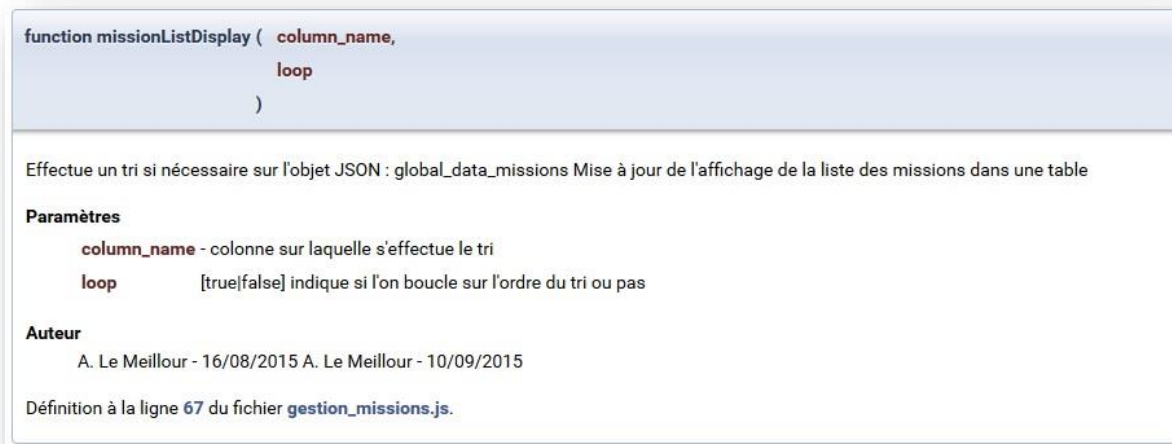 function missionListDisplay ( column_name,
loop
)
Effectue un tri si nécessaire sur l'objet JSON : global_data_missions Mise à jour de l'affichage de la liste des missions dans une table
Paramètres
column_name - colonne sur laquelle s'effectue le tri
loop [true|false] indique si l'on boucle sur l'ordre du tri ou pas
Auteur
A. Le Meillour - 16/08/2015 A. Le Meillour - 10/09/2015
Définition à la ligne 67 du fichier gestion_missions.js.